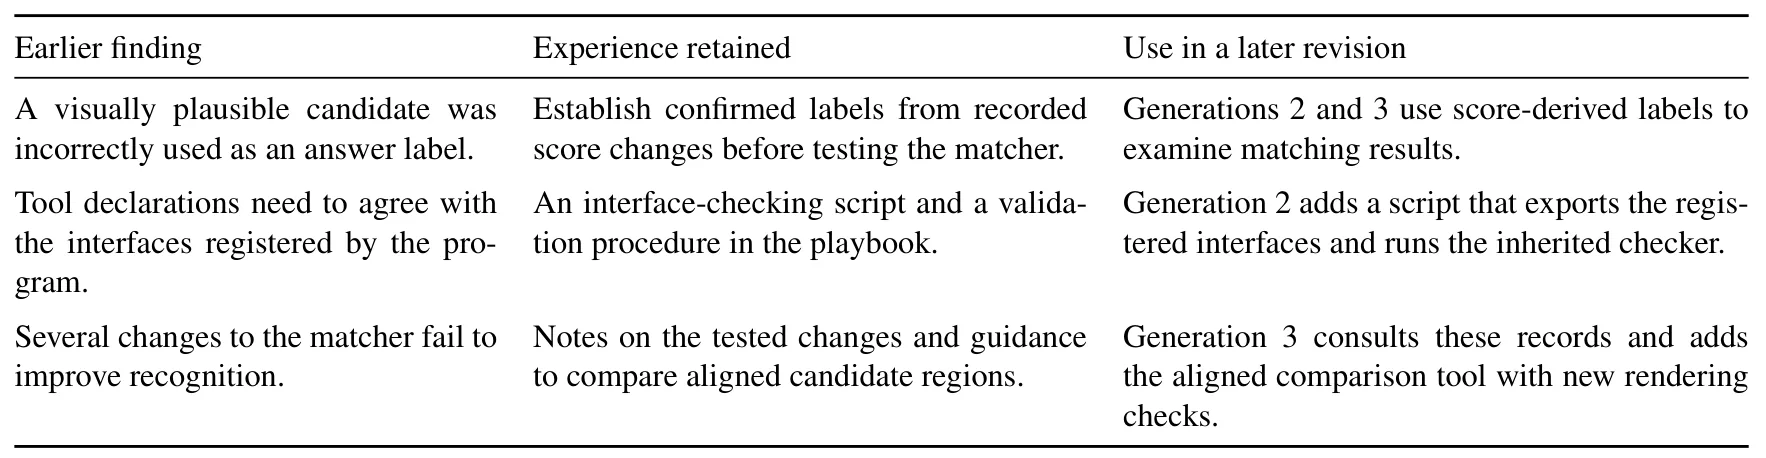 Earlier finding Experience retained Use in a later revision
A visually plausible candidate was
incorrectly used as an answer label.
Establish confirmed labels from recorded
score changes before testing the matcher.
Generations 2 and 3 use score-derived labels to
examine matching results.
Tool declarations need to agree with
the interfaces registered by the pro-
gram.
An interface-checking script and a valida-
tion procedure in the playbook.
Generation 2 adds a script that exports the regis-
tered interfaces and runs the inherited checker.
Several changes to the matcher fail to
improve recognition.
Notes on the tested changes and guidance
to compare aligned candidate regions.
Generation 3 consults these records and adds
the aligned comparison tool with new rendering
checks.